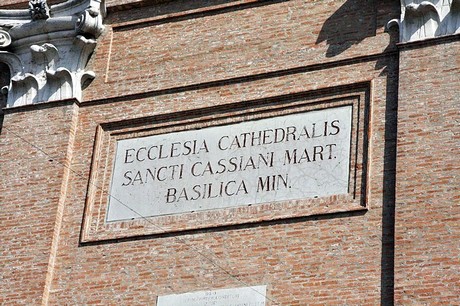 ECCLESIA CATHEDRALIS
SANCTI CASSIANI MART.
BASILICA MIN.